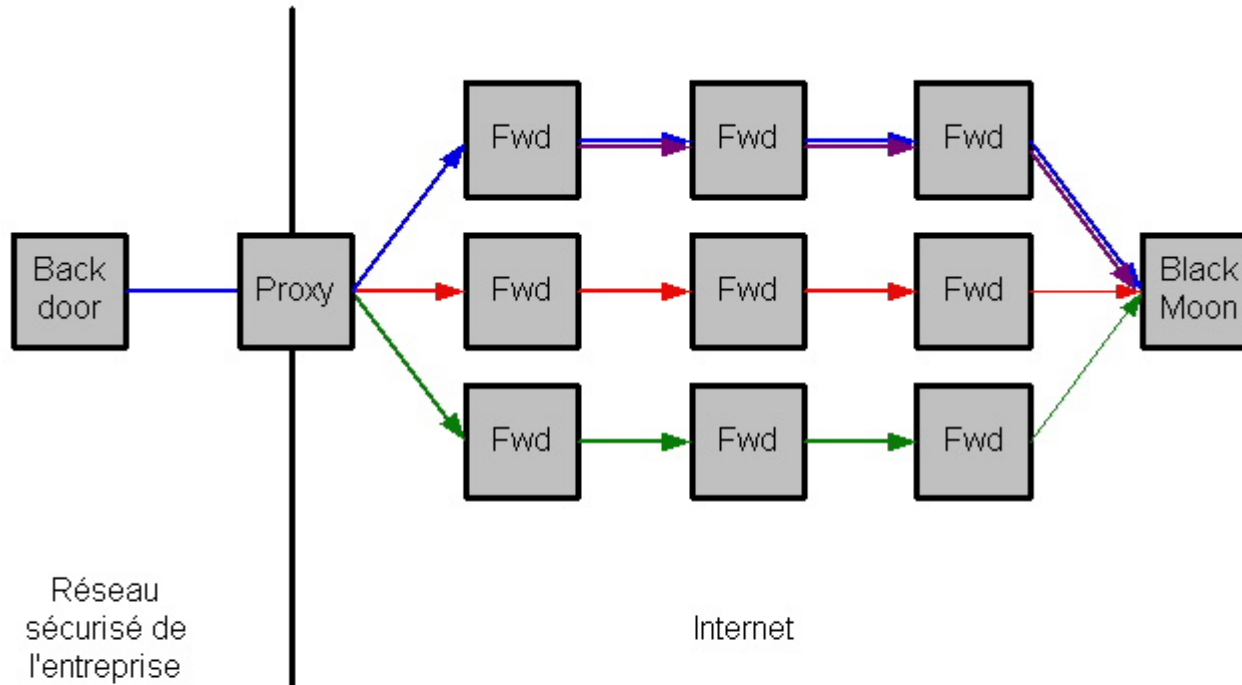 Fwd
Fwd
Fwd
Back
door
Proxy
Fwd
Fwd
Fwd
Black
Moon
Fwd
Fwd
Fwd
Réseau
sécurisé de
l'entreprise
Internet